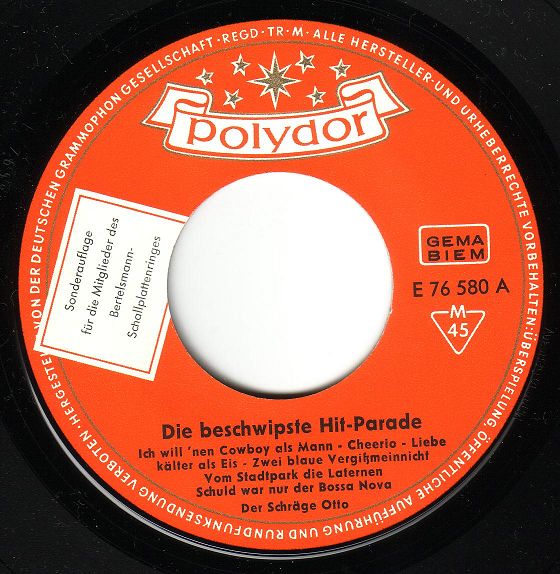 HERGESTELLT VON DER DEUTSCHEN GRAMMOPHON GESELLSCHAFT · REGD · TR · M · ALLE HERSTELLER- UND URHEBERRECHTE VORBEHALTEN: ÜBERSPIELUNG, ÖFFENTLICHE AUFFÜHRUNG UND RUNDFUNKSENDUNG VERBOTEN ·
Polydor
Sonderauflage
für die Mitglieder des
Bertelsmann-
Schallplattenringes
GEMA
BIEM
E 76 580 A
M
45
Die beschwipste Hit-Parade
Ich will 'nen Cowboy als Mann - Cheerio - Liebe
kälter als Eis - Zwei blaue Vergißmeinnicht
Vom Stadtpark die Laternen
Schuld war nur der Bossa Nova
Der Schräge Otto